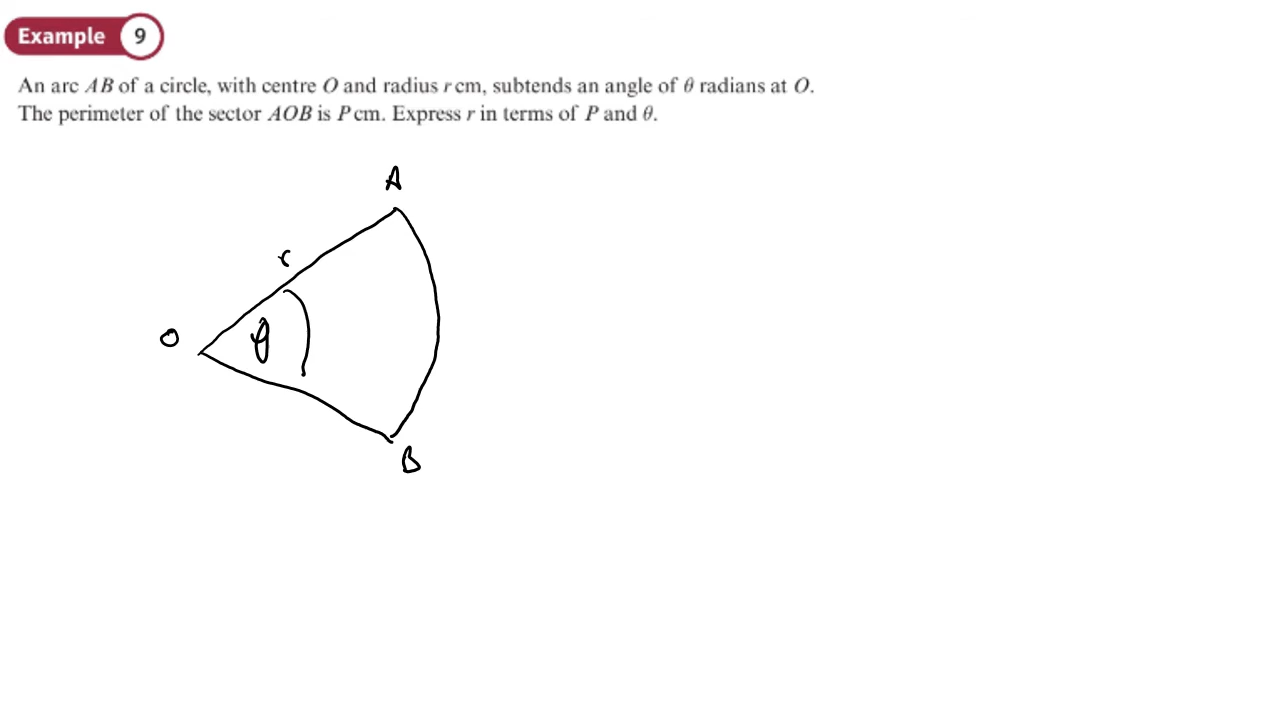 Example 9
An arc AB of a circle, with centre O and radius r cm, subtends an angle of θ radians at O.
The perimeter of the sector AOB is P cm. Express r in terms of P and θ.
A
r
O
θ
B